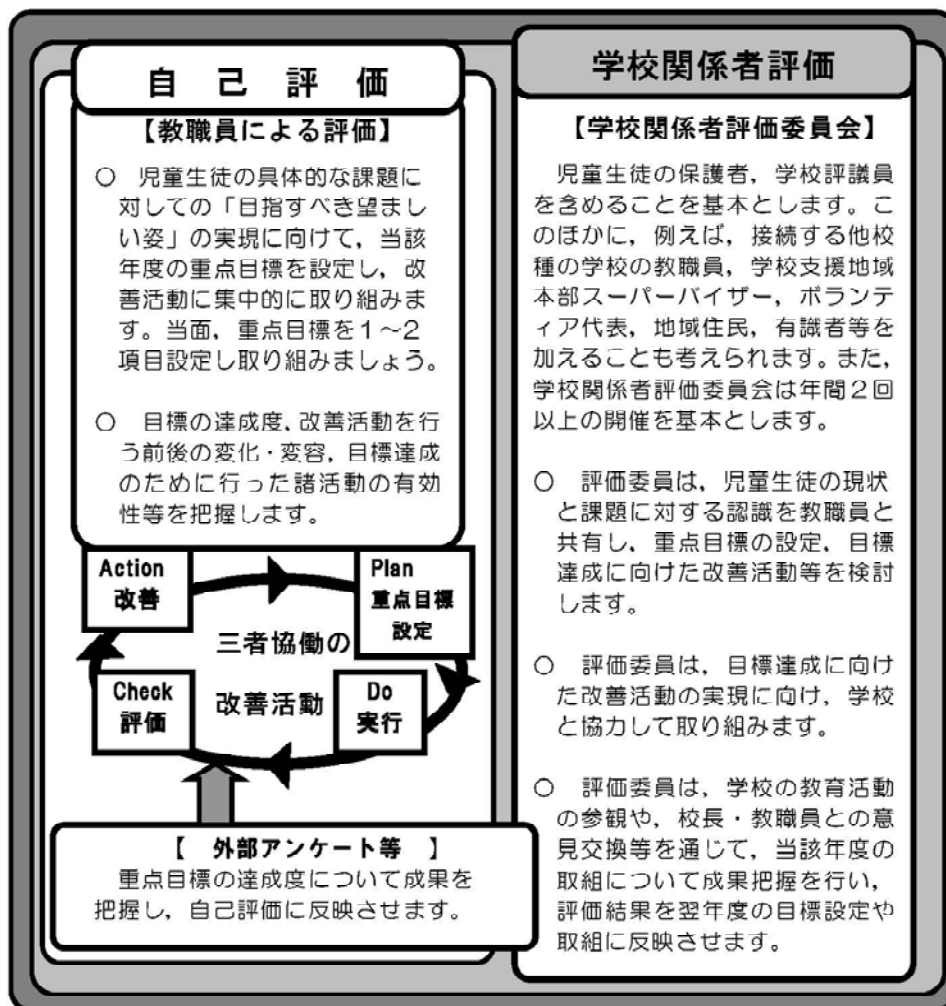 自己評価
【教職員による評価】
○ 児童生徒の具体的な課題に
対しての「目指すべき望まし
い姿」の実現に向けて，当該
年度の重点目標を設定し，改
善活動に集中的に取り組みま
す。当面，重点目標を１～２
項目設定し取り組みましょう。
○ 目標の達成度，改善活動を行
う前後の変化・変容，目標達成
のために行った諸活動の有効
性等を把握します。
Action
改善
Plan
重点目標
設定
三者協働の
改善活動
Check
評価
Do
実行
【 外部アンケート等 】
重点目標の達成度について成果を
把握し，自己評価に反映させます。
学校関係者評価
【学校関係者評価委員会】
児童生徒の保護者，学校評議員
を含めることを基本とします。こ
のほかに，例えば，接続する他校
種の学校の教職員，学校支援地域
本部スーパーバイザー，ボランテ
ィア代表，地域住民，有識者等を
加えることも考えられます。また，
学校関係者評価委員会は年間２回
以上の開催を基本とします。
○ 評価委員は，児童生徒の現状
と課題に対する認識を教職員と
共有し，重点目標の設定，目標
達成に向けた改善活動等を検討
します。
○ 評価委員は，目標達成に向け
た改善活動の実現に向け，学校
と協力して取り組みます。
○ 評価委員は，学校の教育活動
の参観や，校長・教職員との意
見交換等を通じて，当該年度の
取組について成果把握を行い，
評価結果を翌年度の目標設定や
取組に反映させます。